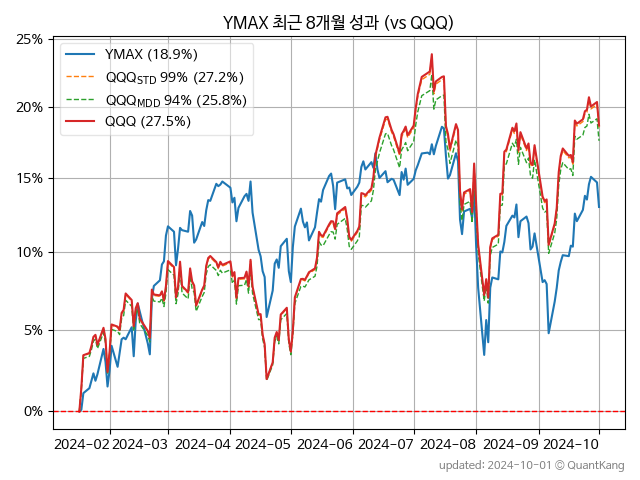 YMAX 최근 8개월 성과 (vs QQQ)
25%
20%
15%
10%
5%
0%
YMAX (18.9%)
QQQSTD 99% (27.2%)
QQQMDD 94% (25.8%)
QQQ (27.5%)
2024-02 2024-03 2024-04 2024-05 2024-06 2024-07 2024-08 2024-09 2024-10
updated: 2024-10-01 © QuantKang